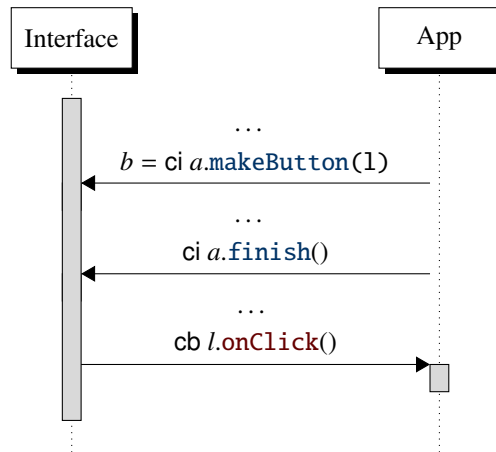 Interface
App
...
b = ci a.makeButton(l)
...
ci a.finish()
...
cb l.onClick()